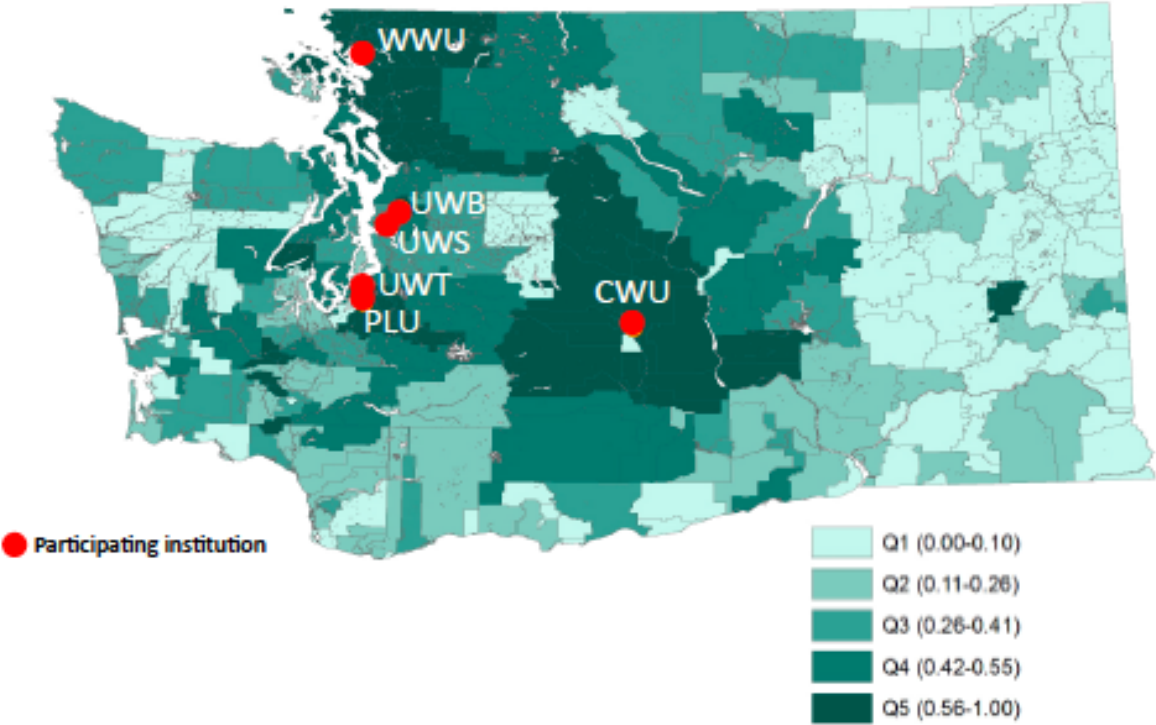 WWU
UWB
UWS
UWT
PLU
CWU
Participating institution
Q1 (0.00-0.10)
Q2 (0.11-0.26)
Q3 (0.26-0.41)
Q4 (0.42-0.55)
Q5 (0.56-1.00)